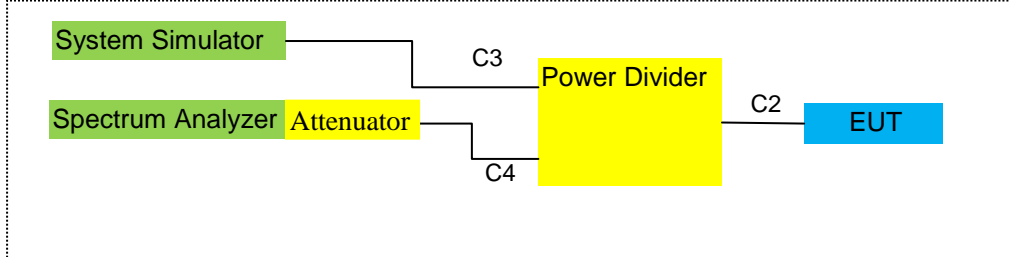 System Simulator
C3
Power Divider
C2
Spectrum Analyzer Attenuator
EUT
C4